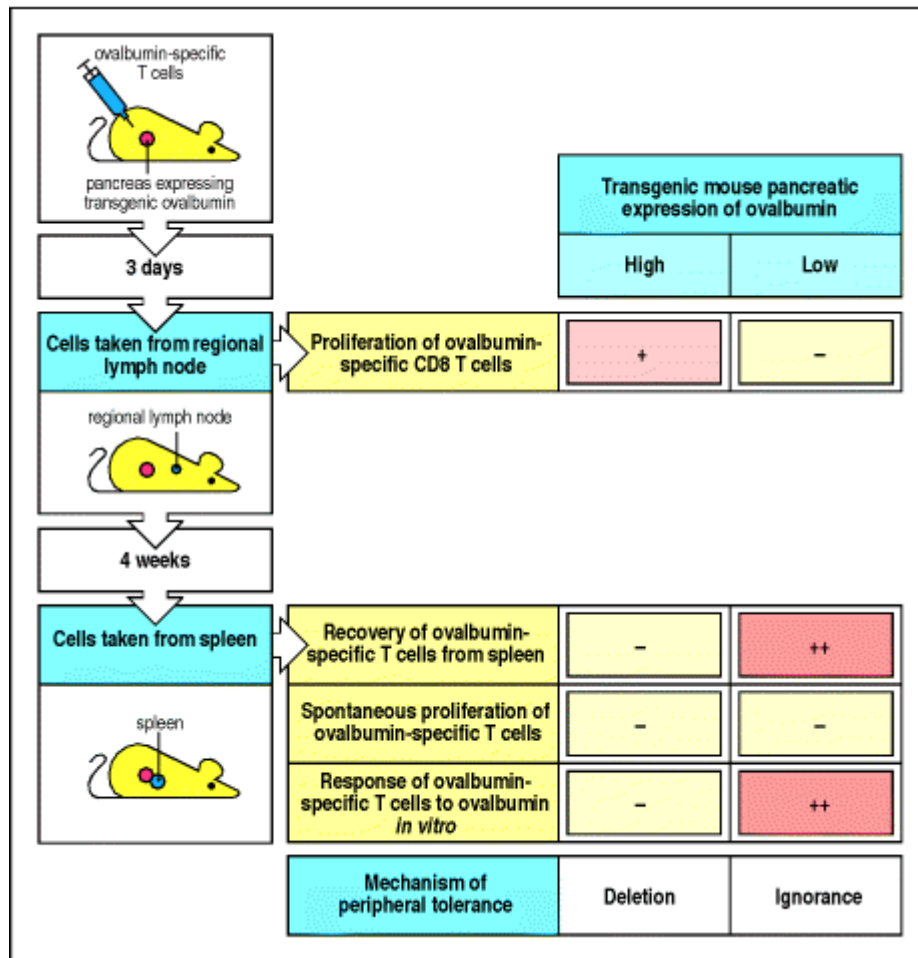 ovalbumin-specific
T cells
pancreas expressing
transgenic ovalbumin
3 days
Transgenic mouse pancreatic
expression of ovalbumin
High
Low
Cells taken from regional
lymph node
Proliferation of ovalbumin-
specific CD8 T cells
+
–
regional lymph node
4 weeks
Cells taken from spleen
Recovery of ovalbumin-
specific T cells from spleen
–
++
Spontaneous proliferation of
ovalbumin-specific T cells
–
–
spleen
Response of ovalbumin-
specific T cells to ovalbumin
in vitro
–
++
Mechanism of
peripheral tolerance
Deletion
Ignorance